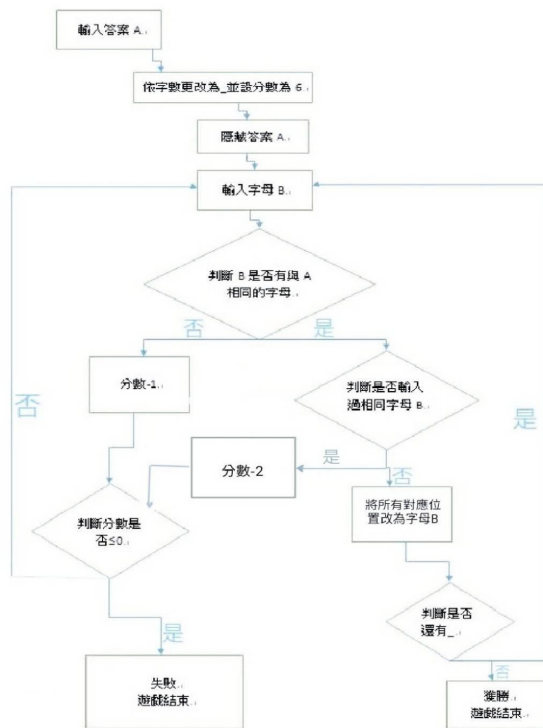 輸入答案 A
依字數更改為_並設分數為 6
隱藏答案 A
輸入字母 B
判斷 B 是否有與 A
相同的字母
否
是
分數-1
判斷是否輸入
過相同字母 B
否
是
分數-2
是
否
判斷分數是
否≤0
將所有對應位
置改為字母B
是
判斷是否
還有_
失敗
遊戲結束
否
獲勝
遊戲結束